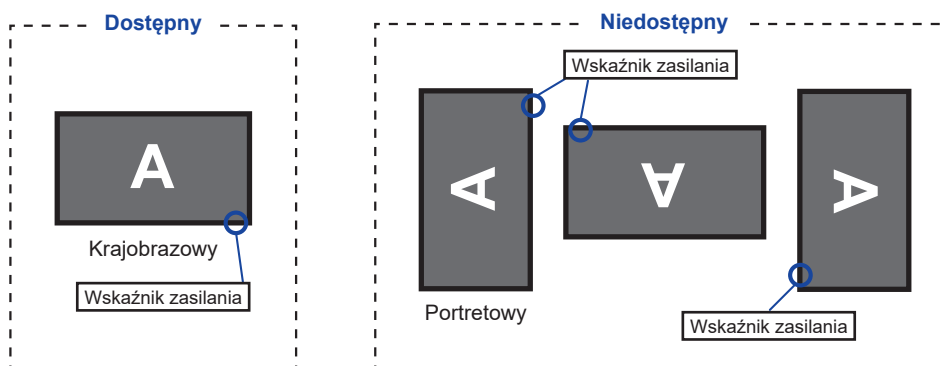 Dostępny
A
Krajobrazowy
Wskaźnik zasilania
Niedostępny
Wskaźnik zasilania
A
A
A
Portretowy
Wskaźnik zasilania